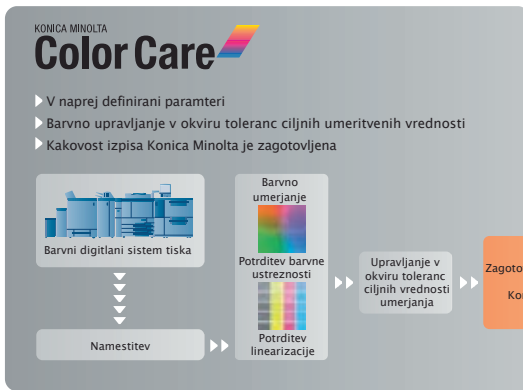 KONICA MINOLTA
Color Care
V naprej definirani paramteri
Barvno upravljanje v okviru toleranc ciljnih umeritvenih vrednosti
Kakovost izpisa Konica Minolta je zagotovljena
Barvni digitlani sistem tiska
Namestitev
Barvno
umerjanje
Potrditev barvne
ustreznosti
Potrditev
linearizacije
Upravljanje v
okviru toleranc
ciljnih vrednosti
umerjanja